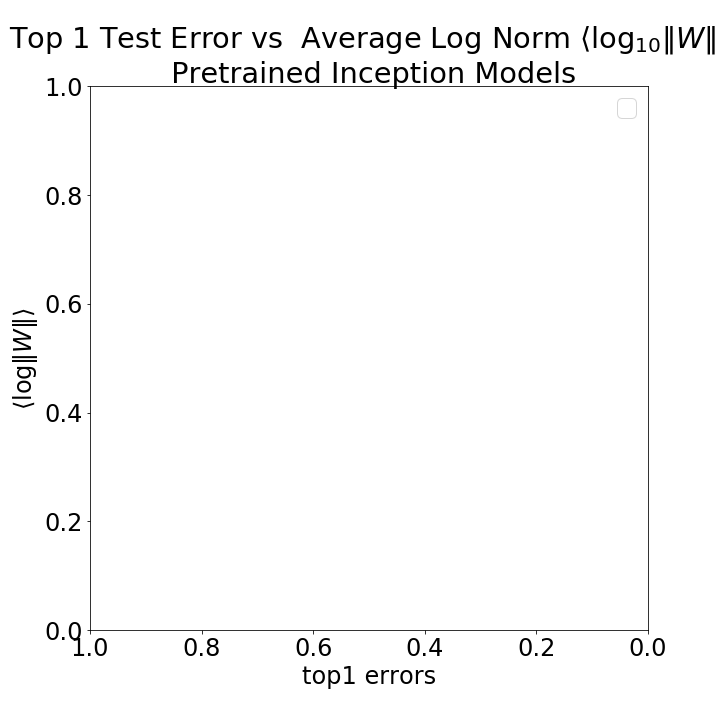 Top 1 Test Error vs  Average Log Norm ⟨log₁₀‖W‖
Pretrained Inception Models
1.0
0.8
0.6
0.4
0.2
0.0
⟨log‖W‖⟩
1.0 0.8 0.6 0.4 0.2 0.0
top1 errors